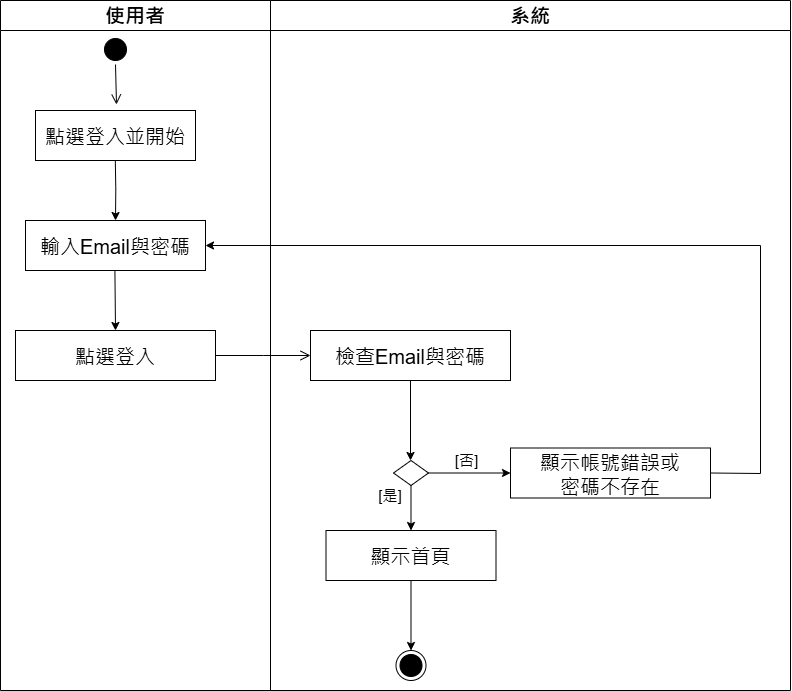 使用者
系統
點選登入並開始
輸入Email與密碼
點選登入
檢查Email與密碼
[否]
顯示帳號錯誤或
密碼不存在
[是]
顯示首頁